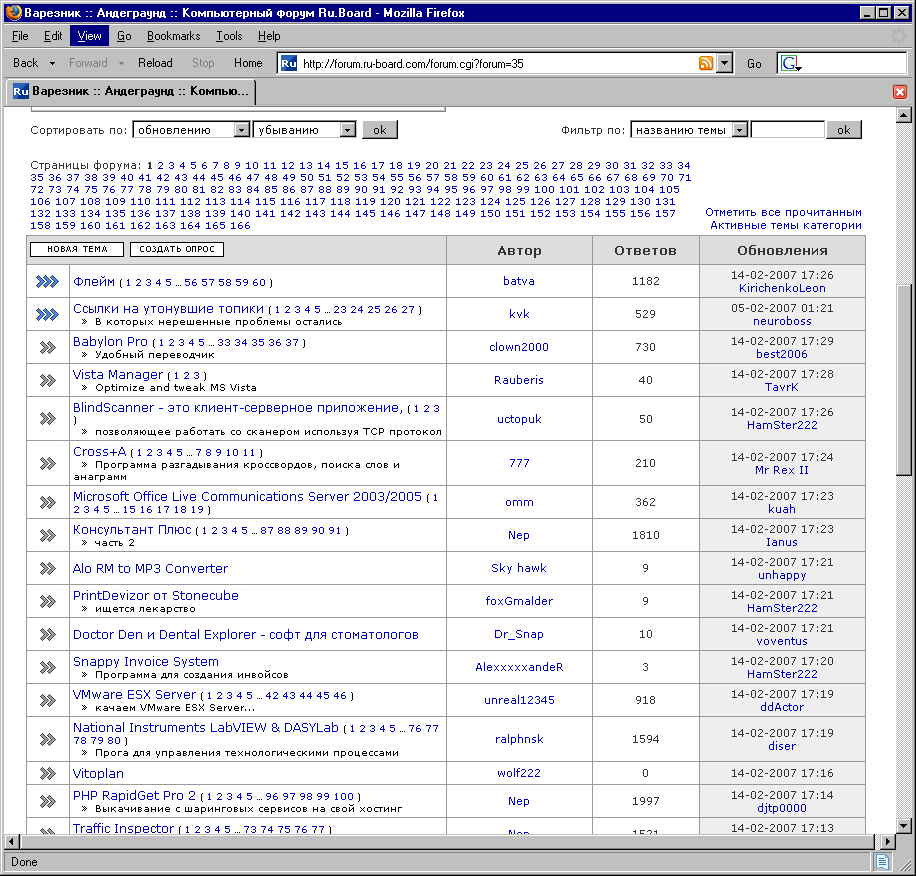 Варезник :: Андеграунд :: Компьютерный форум Ru.Board - Mozilla Firefox
File Edit View Go Bookmarks Tools Help
Back Forward Reload Stop Home Ru http://forum.ru-board.com/forum.cgi?forum=35 Go G
Ru Варезник :: Андеграунд :: Компью...
Сортировать по: обновлению убыванию ok Фильтр по: названию темы ok
Страницы форума: 1 2 3 4 5 6 7 8 9 10 11 12 13 14 15 16 17 18 19 20 21 22 23 24 25 26 27 28 29 30 31 32 33 34
35 36 37 38 39 40 41 42 43 44 45 46 47 48 49 50 51 52 53 54 55 56 57 58 59 60 61 62 63 64 65 66 67 68 69 70 71
72 73 74 75 76 77 78 79 80 81 82 83 84 85 86 87 88 89 90 91 92 93 94 95 96 97 98 99 100 101 102 103 104 105
106 107 108 109 110 111 112 113 114 115 116 117 118 119 120 121 122 123 124 125 126 127 128 129 130 131
132 133 134 135 136 137 138 139 140 141 142 143 144 145 146 147 148 149 150 151 152 153 154 155 156 157
158 159 160 161 162 163 164 165 166
Отметить все прочитанным
Активные темы категории
НОВАЯ ТЕМА СОЗДАТЬ ОПРОС Автор Ответов Обновления
Флейм ( 1 2 3 4 5 .. 56 57 58 59 60 ) batva 1182 14-02-2007 17:26
KirichenkoLeon
Ссылки на утонувшие топики ( 1 2 3 4 5 .. 23 24 25 26 27 ) kvk 529 05-02-2007 01:21
» В которых нерешенные проблемы остались neuroboss
Babylon Pro ( 1 2 3 4 5 .. 33 34 35 36 37 ) clown2000 730 14-02-2007 17:29
» Удобный переводчик best2006
Vista Manager ( 1 2 3 ) Rauberis 40 14-02-2007 17:28
» Optimize and tweak MS Vista TavrK
BlindScanner - это клиент-серверное приложение, ( 1 2 3
) uctopuk 50 14-02-2007 17:26
» позволяющее работать со сканером используя TCP протокол HamSter222
Cross+A ( 1 2 3 4 5 .. 7 8 9 10 11 ) 777 210 14-02-2007 17:24
» Программа разгадывания кроссвордов, поиска слов и Mr Rex II
анаграмм
Microsoft Office Live Communications Server 2003/2005 ( 1 omm 362 14-02-2007 17:23
2 3 4 5 .. 15 16 17 18 19 ) kuah
Консультант Плюс ( 1 2 3 4 5 .. 87 88 89 90 91 ) Nep 1810 14-02-2007 17:23
» часть 2 Ianus
Alo RM to MP3 Converter Sky hawk 9 14-02-2007 17:21
unhappy
PrintDevizor от Stonecube foxGmalder 9 14-02-2007 17:21
» ищется лекарство HamSter222
Doctor Den и Dental Explorer - софт для стоматологов Dr_Snap 10 14-02-2007 17:21
voventus
Snappy Invoice System AlexxxxxandeR 3 14-02-2007 17:20
» Программа для создания инвойсов HamSter222
VMware ESX Server ( 1 2 3 4 5 .. 42 43 44 45 46 ) unreal12345 918 14-02-2007 17:19
» качаем VMware ESX Server... ddActor
National Instruments LabVIEW & DASYLab ( 1 2 3 4 5 .. 76 77 ralphnsk 1594 14-02-2007 17:19
78 79 80 ) diser
» Прога для управления технологическими процессами
Vitoplan wolf222 0 14-02-2007 17:16
PHP RapidGet Pro 2 ( 1 2 3 4 5 .. 96 97 98 99 100 ) Nep 1997 14-02-2007 17:14
» Выкачивание с шаринговых сервисов на свой хостинг djtp0000
Traffic Inspector ( 1 2 3 4 5 .. 73 74 75 76 77 ) Nep 1521 14-02-2007 17:13
Done